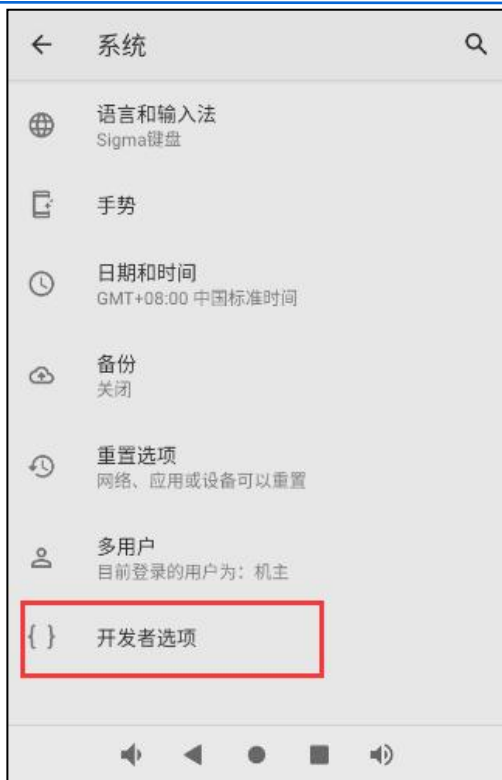 系统
语言和输入法
Sigma键盘
手势
日期和时间
GMT+08:00 中国标准时间
备份
关闭
重置选项
网络、应用或设备可以重置
多用户
目前登录的用户为：机主
开发者选项